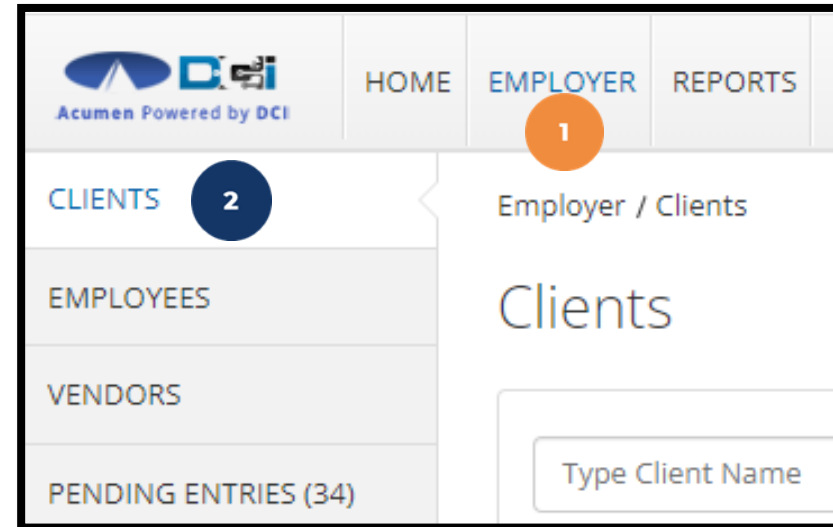 DCi
Acumen Powered by DCI
HOME EMPLOYER REPORTS
1
CLIENTS 2
Employer / Clients
EMPLOYEES
Clients
VENDORS
Type Client Name
PENDING ENTRIES (34)